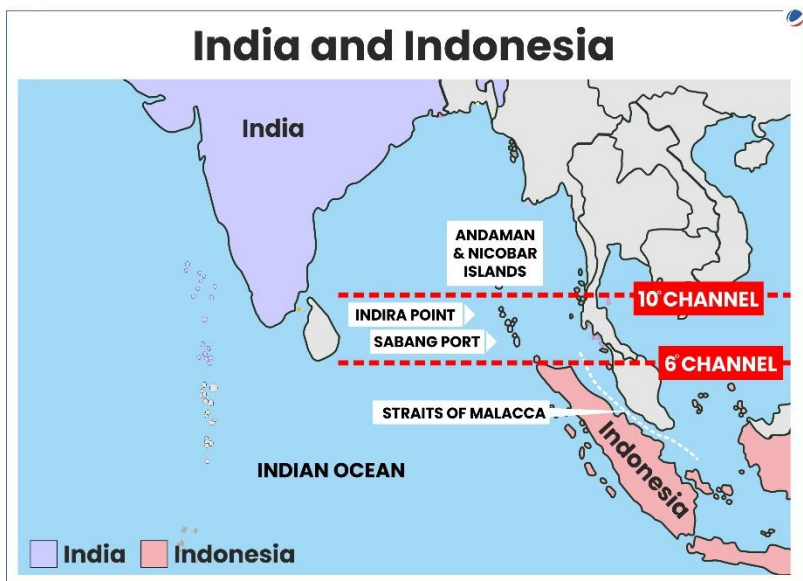 India and Indonesia
India
ANDAMAN
& NICOBAR
ISLANDS
10° CHANNEL
INDIRA POINT
SABANG PORT
6° CHANNEL
STRAITS OF MALACCA
Indonesia
INDIAN OCEAN
India
Indonesia